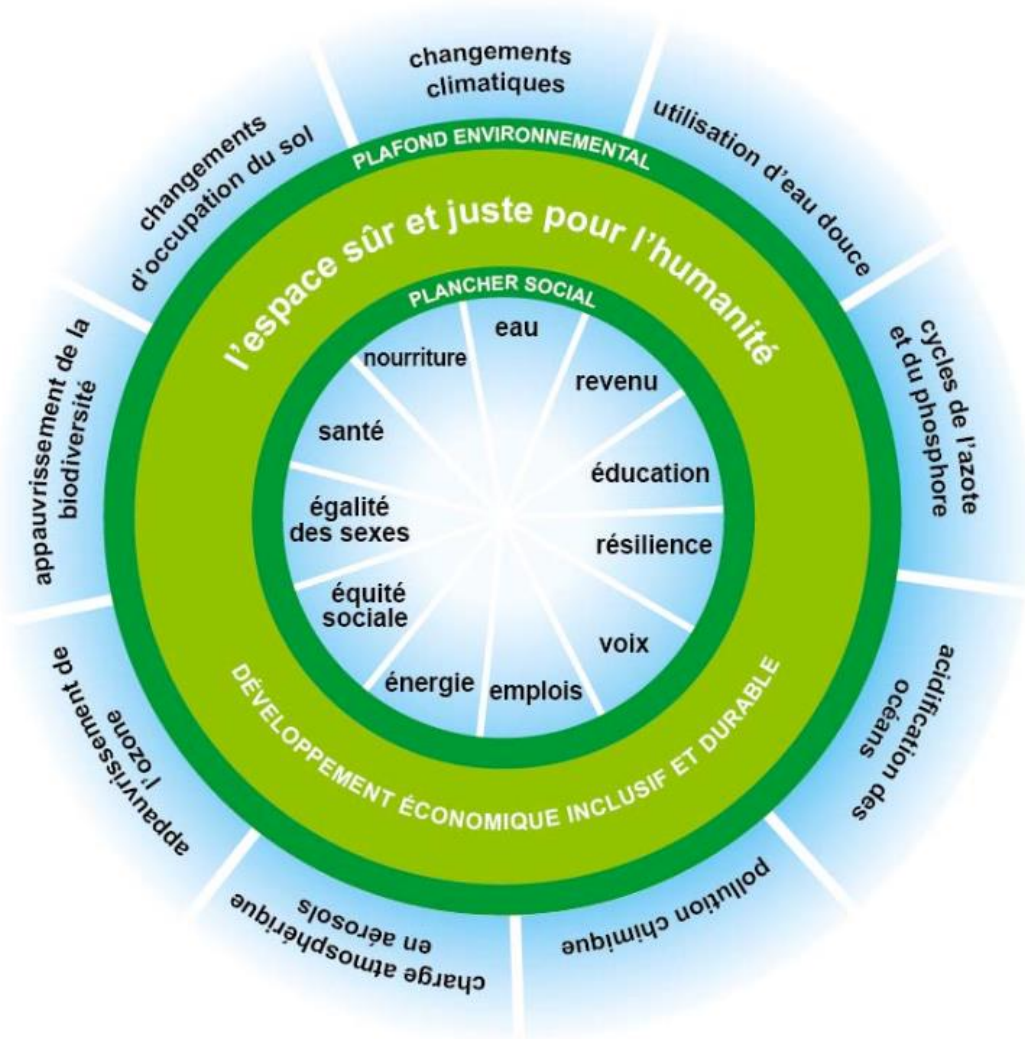 changements
climatiques
utilisation d'eau douce
cycles de l'azote
et du phosphore
acidification des
océans
pollution chimique
charge atmosphérique
en aérosols
appauvrissement de
l'ozone
appauvrissement de la
biodiversité
changements
d'occupation du sol
PLAFOND ENVIRONNEMENTAL
l'espace sûr et juste pour l'humanité
PLANCHER SOCIAL
eau
revenu
éducation
résilience
voix
emplois
énergie
équité
sociale
égalité
des sexes
santé
nourriture
DÉVELOPPEMENT ÉCONOMIQUE INCLUSIF ET DURABLE